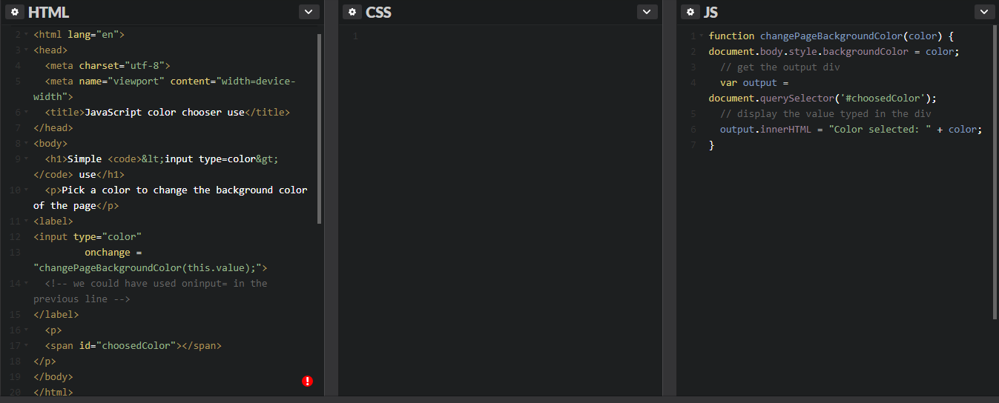 HTML
2 <html lang="en">
3 <head>
4 <meta charset="utf-8">
5 <meta name="viewport" content="width=device-
width">
6 <title>JavaScript color chooser use</title>
7 </head>
8 <body>
9 <h1>Simple <code>&lt;input type=color&gt;
</code> use</h1>
10 <p>Pick a color to change the background color
of the page</p>
11 <label>
12 <input type="color"
13 onchange =
"changePageBackgroundColor(this.value);">
14 <!-- we could have used oninput= in the
previous line -->
15 </label>
16 <p>
17 <span id="choosedColor"></span>
18 </p>
19 </body>
20 </html>
CSS
1
JS
1 function changePageBackgroundColor(color) {
2 document.body.style.backgroundColor = color;
3 // get the output div
4 var output =
document.querySelector('#choosedColor');
5 // display the value typed in the div
6 output.innerHTML = "Color selected: " + color;
7 }